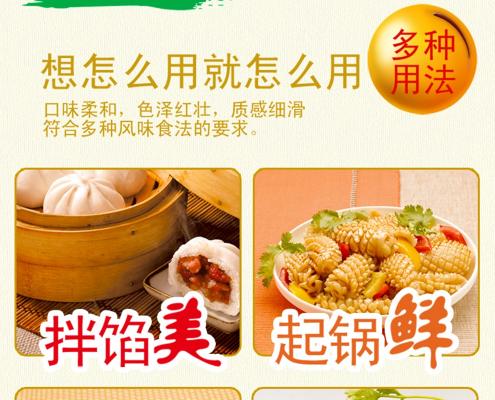 想怎么用就怎么用
多种
用法
口味柔和，色泽红壮，质感细滑
符合多种风味食法的要求。
拌馅美
起锅鲜